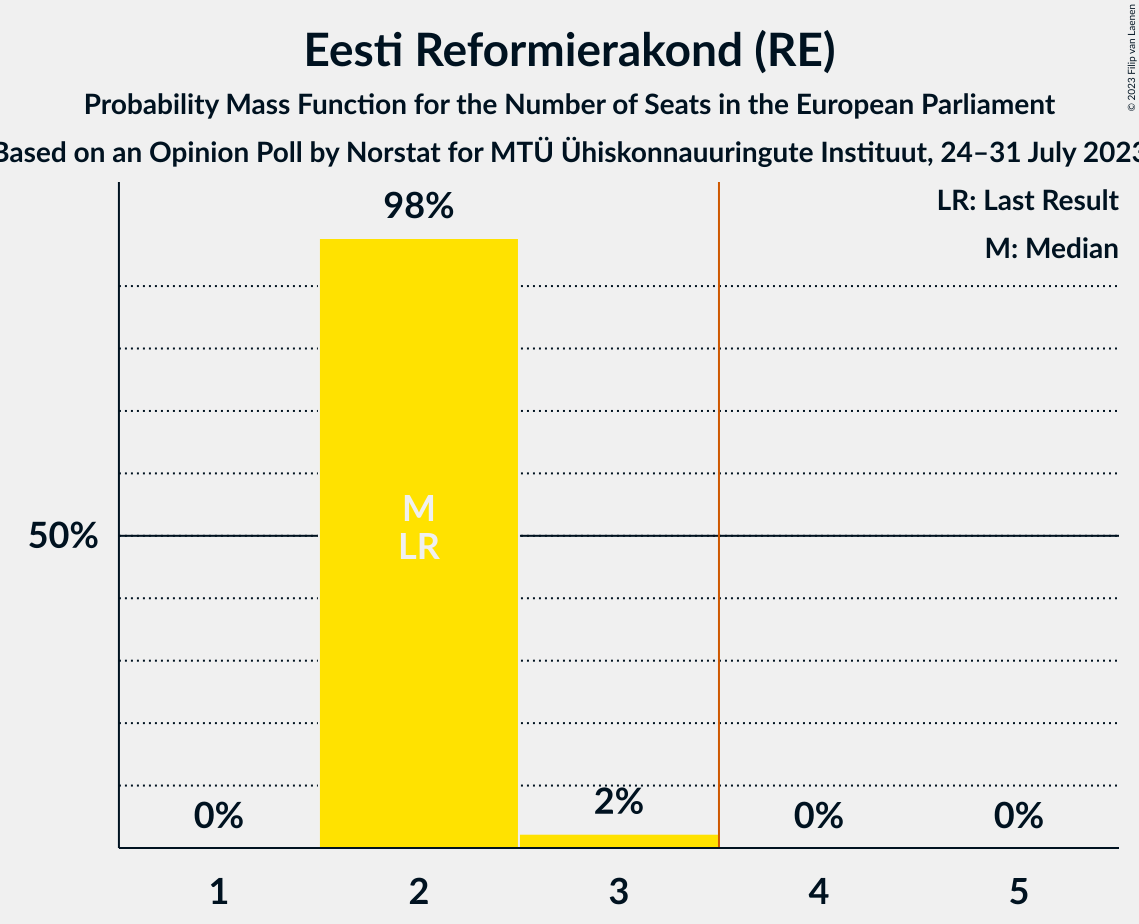 Eesti Reformierakond (RE)
Probability Mass Function for the Number of Seats in the European Parliament
Based on an Opinion Poll by Norstat for MTÜ Ühiskonnauuringute Instituut, 24–31 July 2023
© 2023 Filip van Laenen
LR: Last Result
M: Median
98%
M
LR
50%
0%
2%
0%
0%
1
2
3
4
5